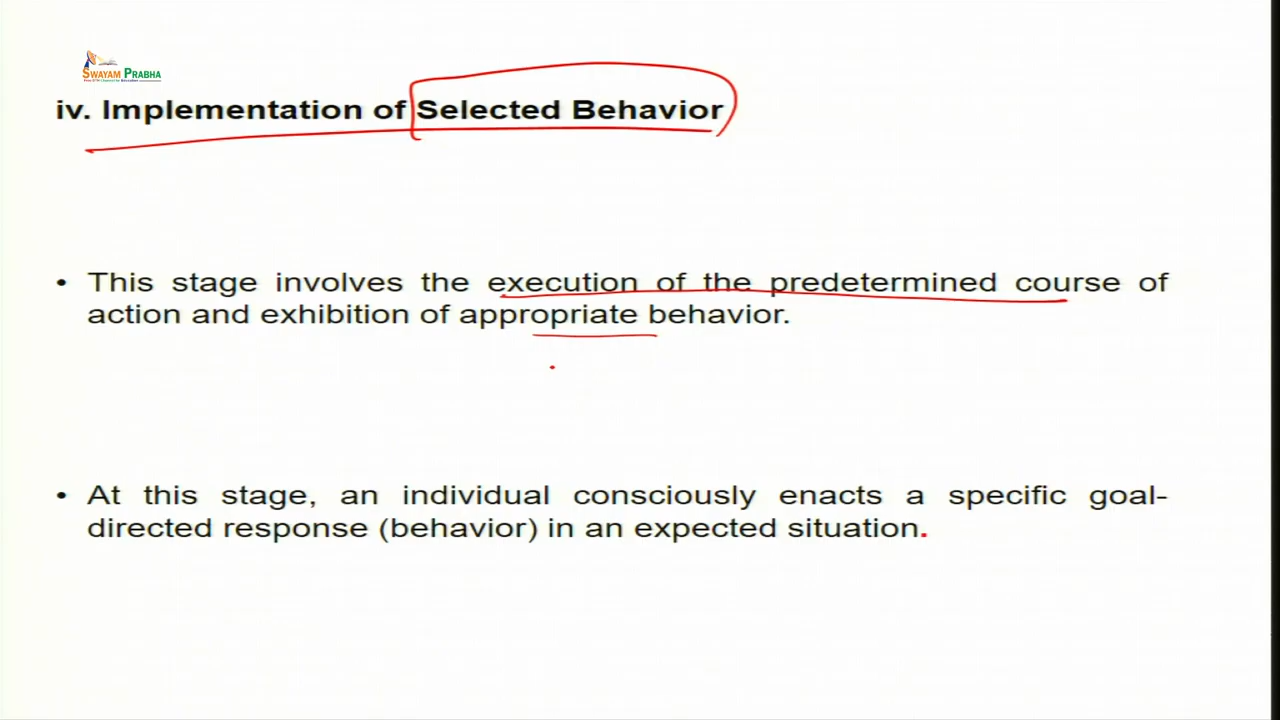 SWAYAM PRABHA
iv. Implementation of Selected Behavior
• This stage involves the execution of the predetermined course of
action and exhibition of appropriate behavior.
• At this stage, an individual consciously enacts a specific goal-
directed response (behavior) in an expected situation.